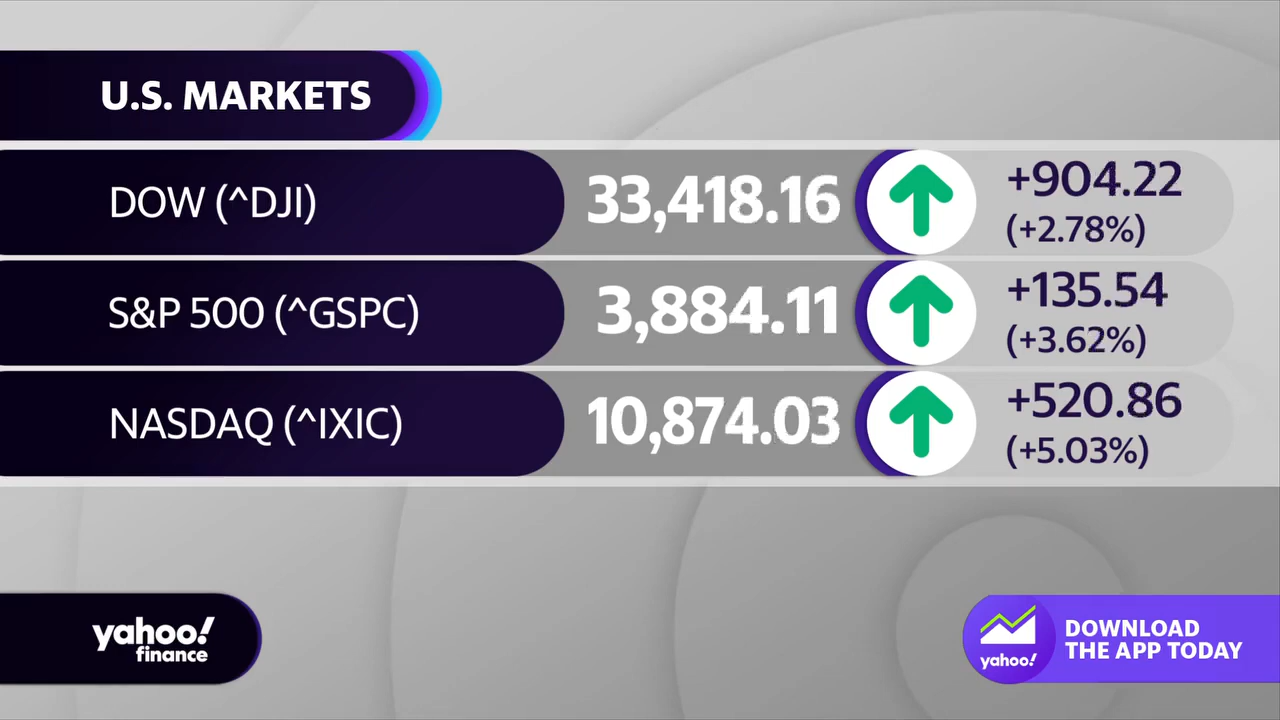 U.S. MARKETS
DOW (^DJI) 33,418.16 +904.22
(+2.78%)
S&P 500 (^GSPC) 3,884.11 +135.54
(+3.62%)
NASDAQ (^IXIC) 10,874.03 +520.86
(+5.03%)
yahoo!
finance
yahoo!
DOWNLOAD
THE APP TODAY